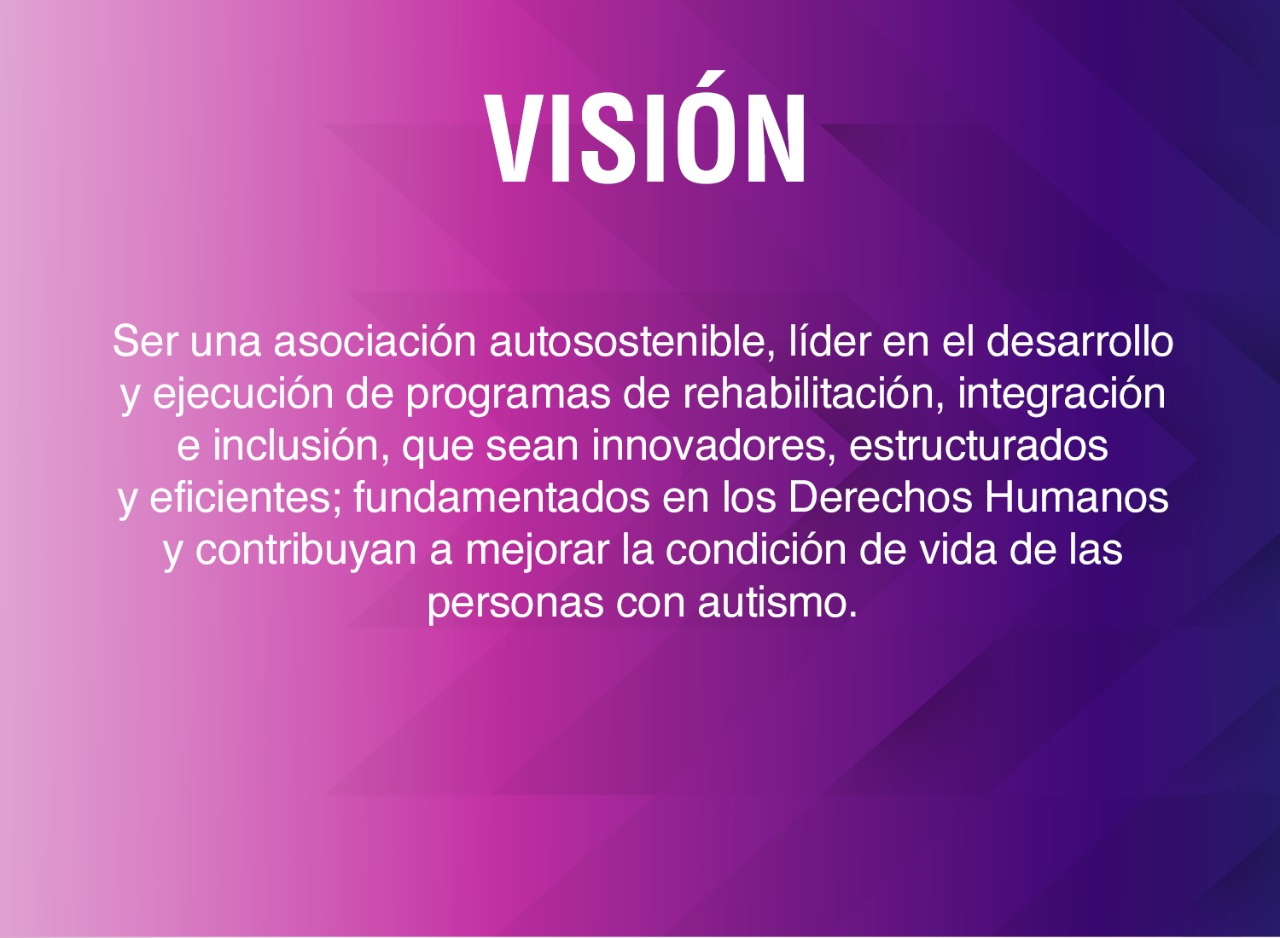 VISIÓN
Ser una asociación autosostenible, líder en el desarrollo
y ejecución de programas de rehabilitación, integración
e inclusión, que sean innovadores, estructurados
y eficientes; fundamentados en los Derechos Humanos
y contribuyan a mejorar la condición de vida de las
personas con autismo.